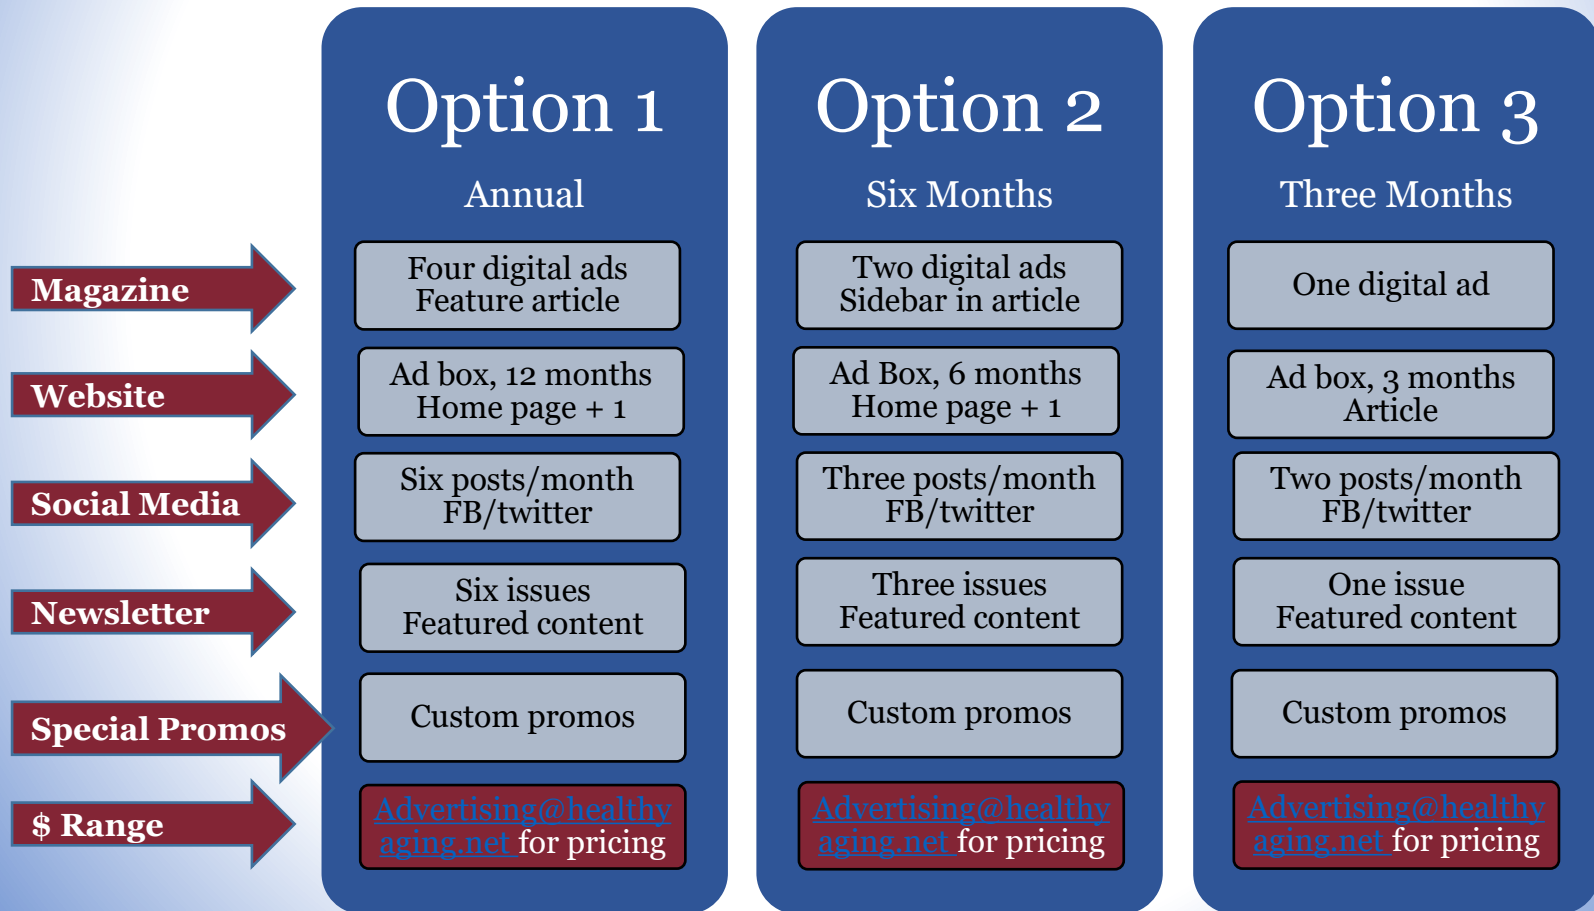 Option 1
Option 2
Option 3
Annual
Six Months
Three Months
Magazine
Four digital ads
Feature article
Two digital ads
Sidebar in article
One digital ad
Website
Ad box, 12 months
Home page + 1
Ad Box, 6 months
Home page + 1
Ad box, 3 months
Article
Social Media
Six posts/month
FB/twitter
Three posts/month
FB/twitter
Two posts/month
FB/twitter
Newsletter
Six issues
Featured content
Three issues
Featured content
One issue
Featured content
Special Promos
Custom promos
Custom promos
Custom promos
$ Range
Advertising@healthy
aging.net for pricing
Advertising@healthy
aging.net for pricing
Advertising@healthy
aging.net for pricing